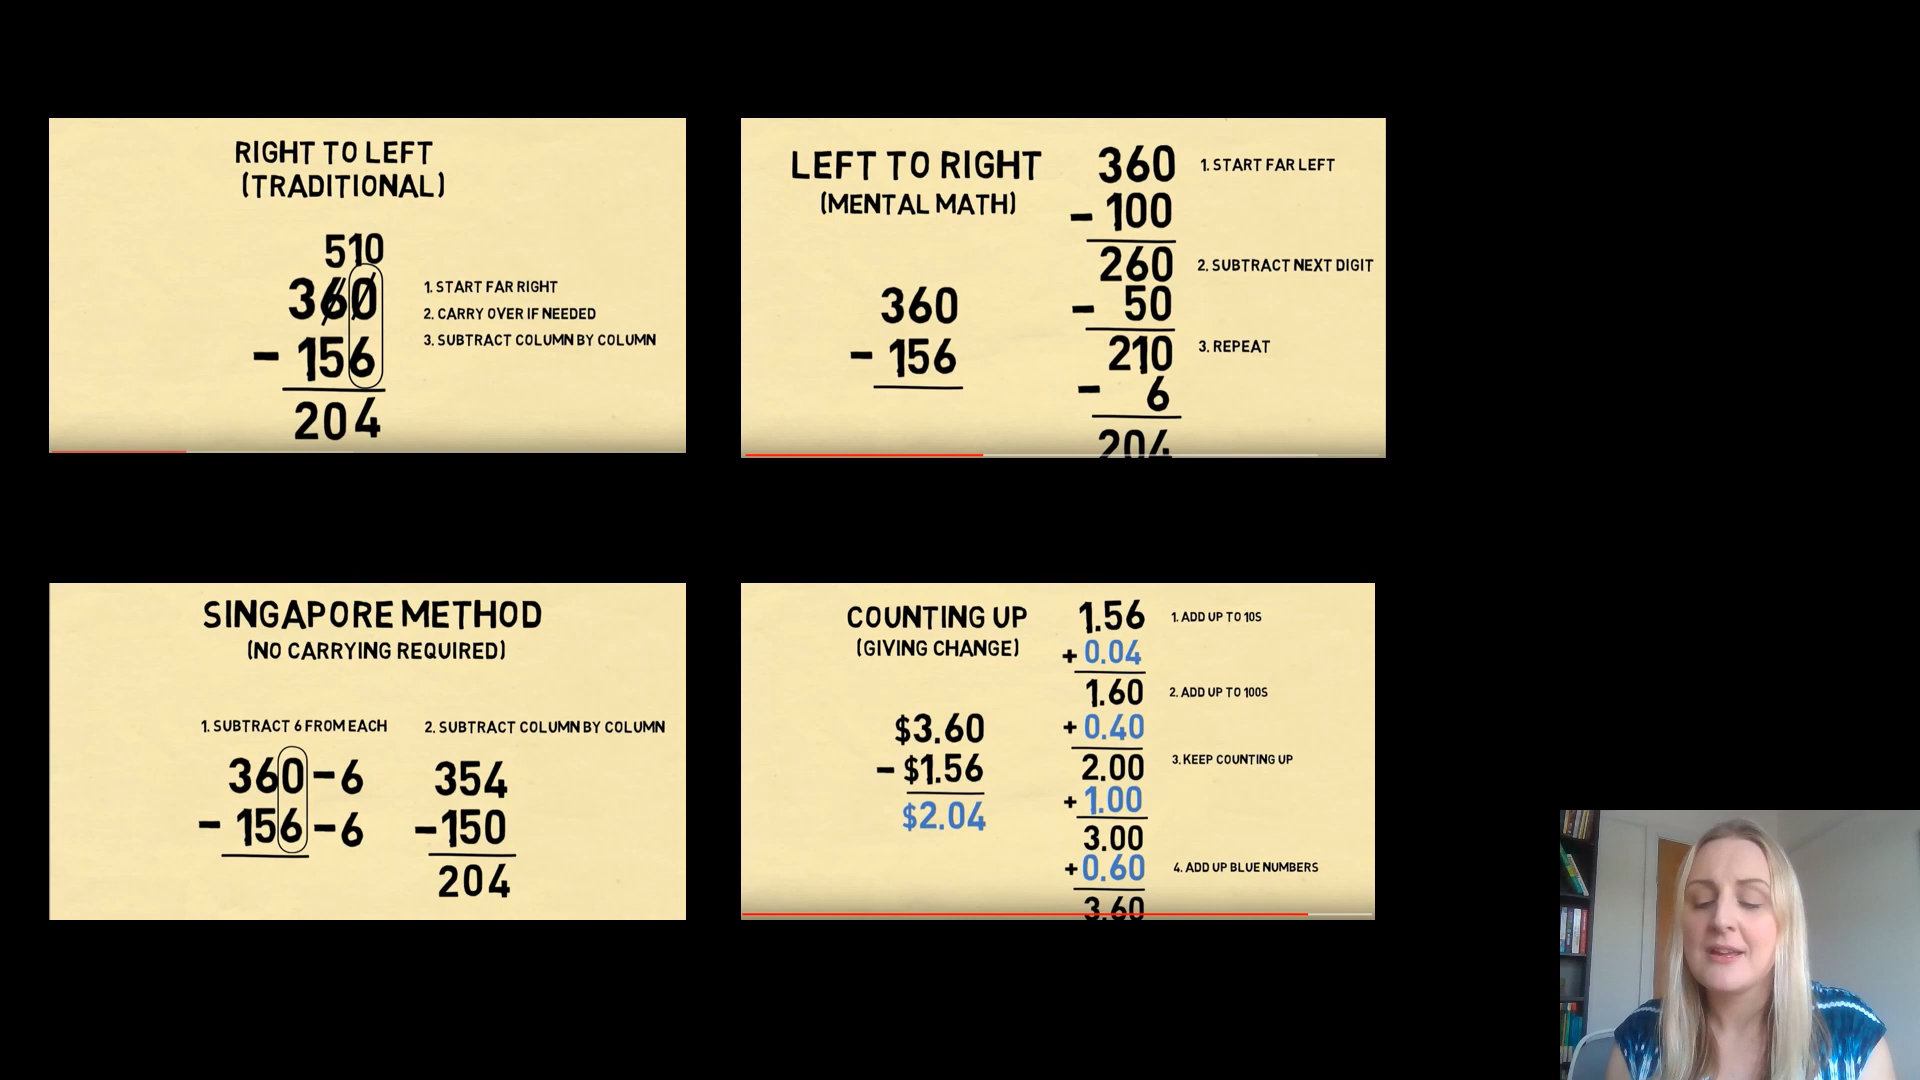 RIGHT TO LEFT
(TRADITIONAL)
510
360
- 156
204
1. START FAR RIGHT
2. CARRY OVER IF NEEDED
3. SUBTRACT COLUMN BY COLUMN
LEFT TO RIGHT
(MENTAL MATH)
360
- 156
360
- 100
260
- 50
210
- 6
204
1. START FAR LEFT
2. SUBTRACT NEXT DIGIT
3. REPEAT
SINGAPORE METHOD
(NO CARRYING REQUIRED)
1. SUBTRACT 6 FROM EACH
360-6
- 156-6
2. SUBTRACT COLUMN BY COLUMN
354
-150
204
COUNTING UP
(GIVING CHANGE)
$3.60
- $1.56
$2.04
1.56
+ 0.04
1.60
+ 0.40
2.00
+ 1.00
3.00
+0.60
3.60
1. ADD UP TO 10S
2. ADD UP TO 100S
3. KEEP COUNTING UP
4. ADD UP BLUE NUMBERS